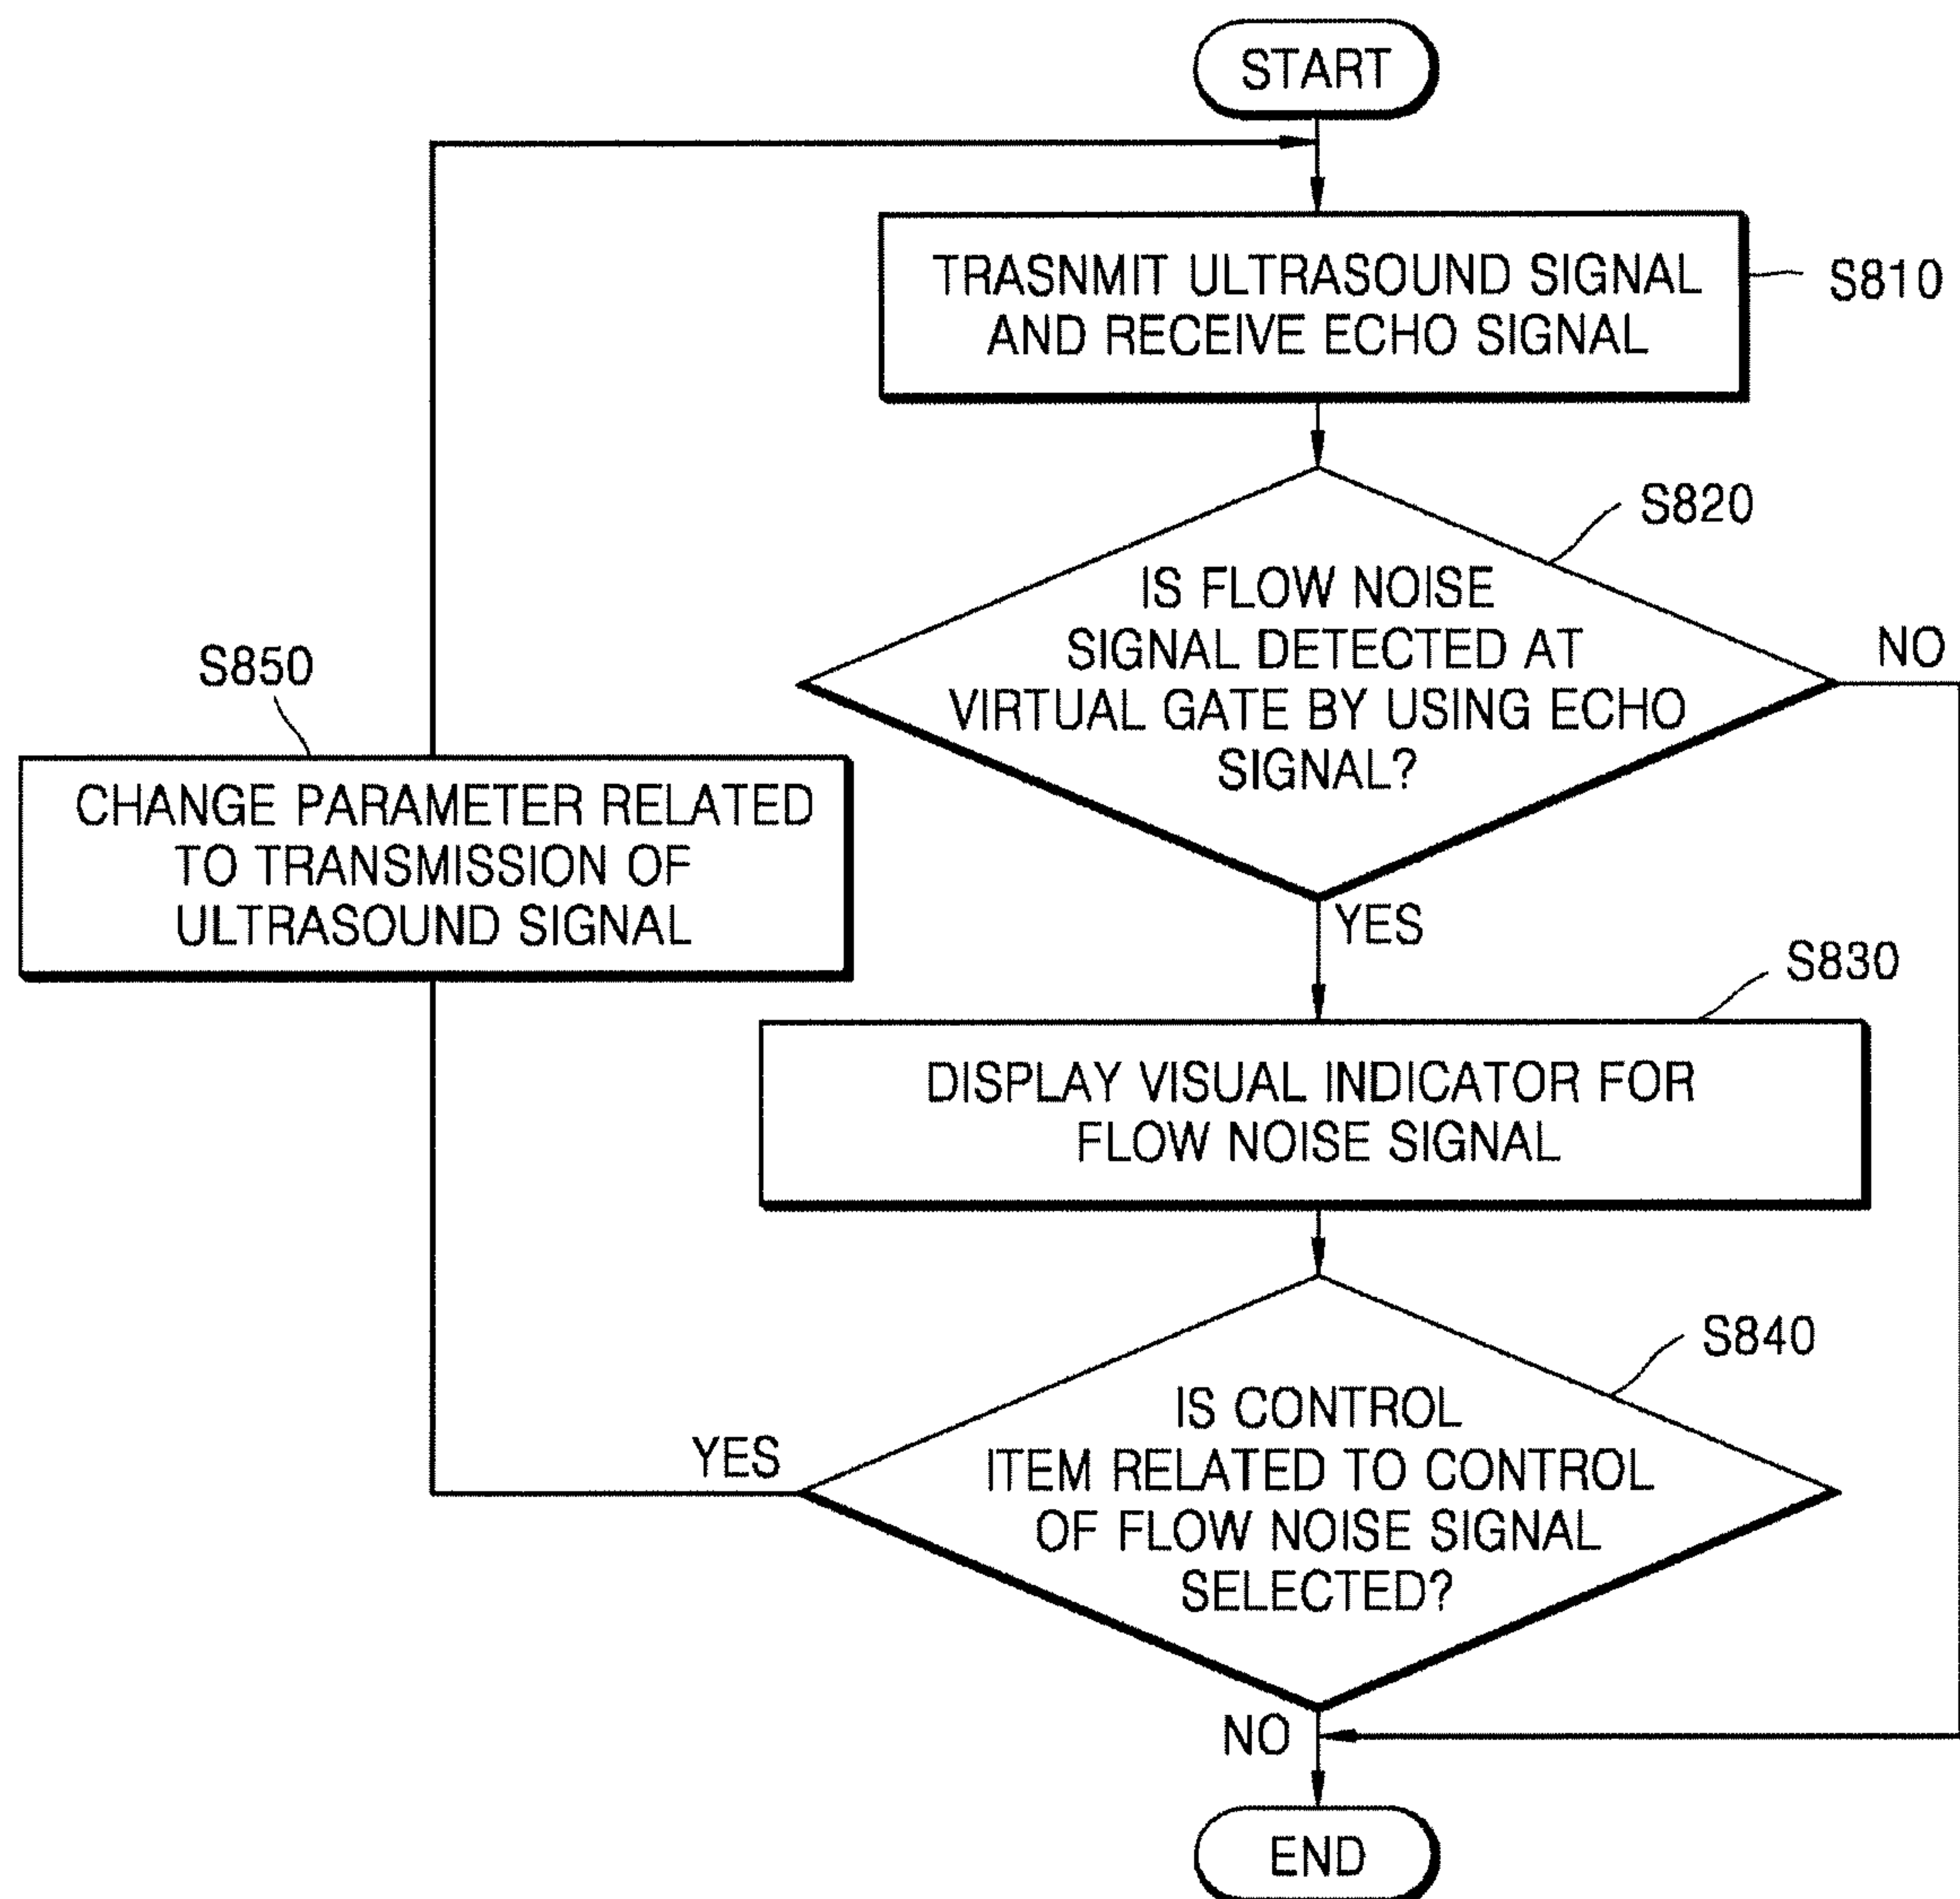 START
TRASNMIT ULTRASOUND SIGNAL
AND RECEIVE ECHO SIGNAL
S810
S820
IS FLOW NOISE
SIGNAL DETECTED AT
VIRTUAL GATE BY USING ECHO
SIGNAL?
NO
YES
S850
CHANGE PARAMETER RELATED
TO TRANSMISSION OF
ULTRASOUND SIGNAL
S830
DISPLAY VISUAL INDICATOR FOR
FLOW NOISE SIGNAL
S840
IS CONTROL
ITEM RELATED TO CONTROL
OF FLOW NOISE SIGNAL
SELECTED?
YES
NO
END